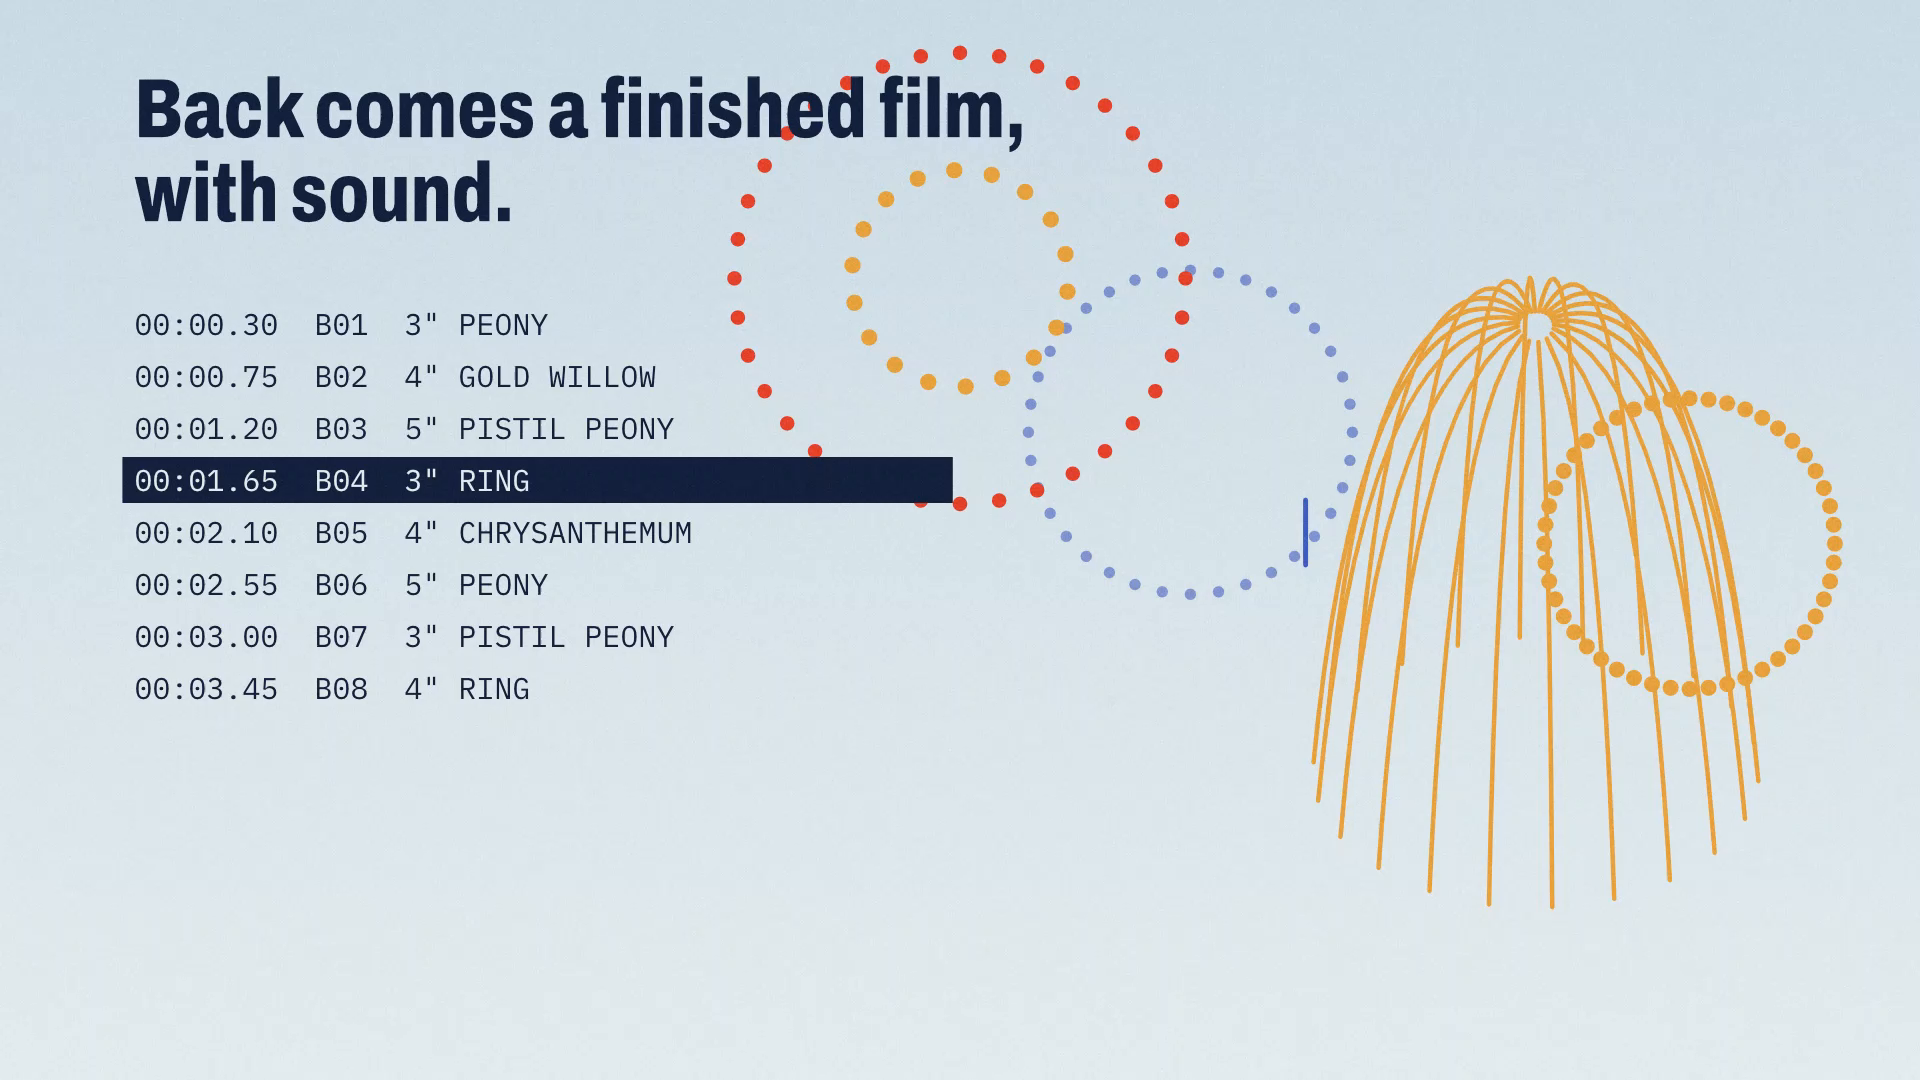 Back comes a finished film,
with sound.
00:00.30 B01 3" PEONY
00:00.75 B02 4" GOLD WILLOW
00:01.20 B03 5" PISTIL PEONY
00:01.65 B04 3" RING
00:02.10 B05 4" CHRYSANTHEMUM
00:02.55 B06 5" PEONY
00:03.00 B07 3" PISTIL PEONY
00:03.45 B08 4" RING